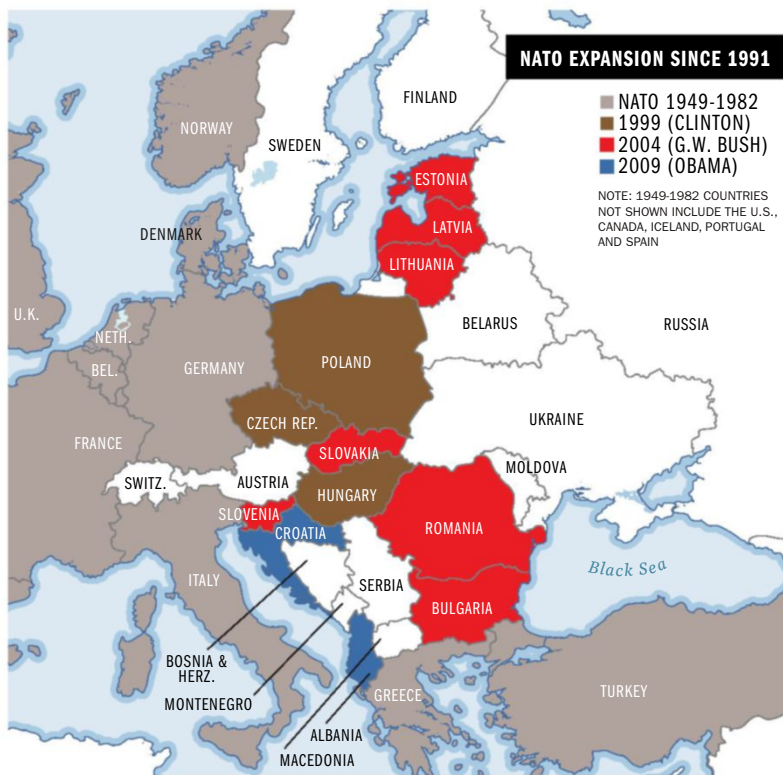 NATO EXPANSION SINCE 1991
NATO 1949-1982
1999 (CLINTON)
2004 (G.W. BUSH)
2009 (OBAMA)
NOTE: 1949-1982 COUNTRIES
NOT SHOWN INCLUDE THE U.S.,
CANADA, ICELAND, PORTUGAL
AND SPAIN
FINLAND
NORWAY
SWEDEN
ESTONIA
LATVIA
DENMARK
LITHUANIA
U.K.
BELARUS
RUSSIA
NETH.
BEL.
GERMANY
POLAND
UKRAINE
CZECH REP.
FRANCE
SLOVAKIA
MOLDOVA
SWITZ.
AUSTRIA
HUNGARY
SLOVENIA
CROATIA
ROMANIA
Black Sea
ITALY
SERBIA
BULGARIA
BOSNIA &
HERZ.
MONTENEGRO
GREECE
TURKEY
ALBANIA
MACEDONIA